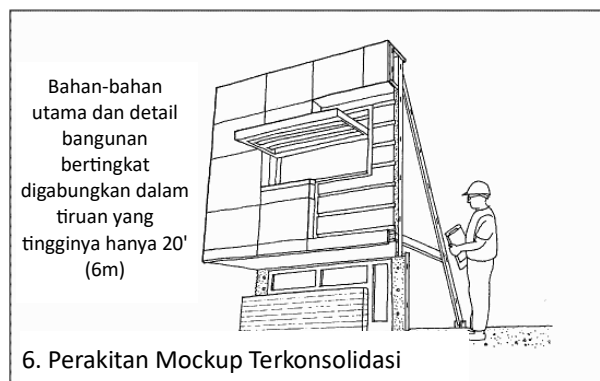 Bahan-bahan
utama dan detail
bangunan
bertingkat
digabungkan dalam
tiruan yang
tingginya hanya 20'
(6m)
6. Perakitan Mockup Terkonsolidasi